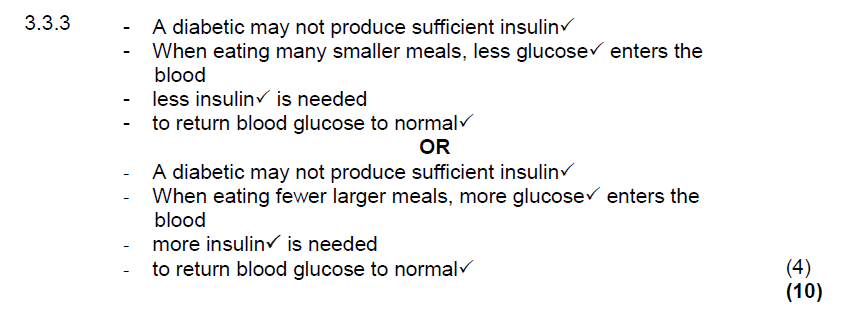 3.3.3 - A diabetic may not produce sufficient insulin✓
- When eating many smaller meals, less glucose✓ enters the
blood
- less insulin✓ is needed
- to return blood glucose to normal✓
OR
- A diabetic may not produce sufficient insulin✓
- When eating fewer larger meals, more glucose✓ enters the
blood
- more insulin✓ is needed
- to return blood glucose to normal✓ (4)
(10)